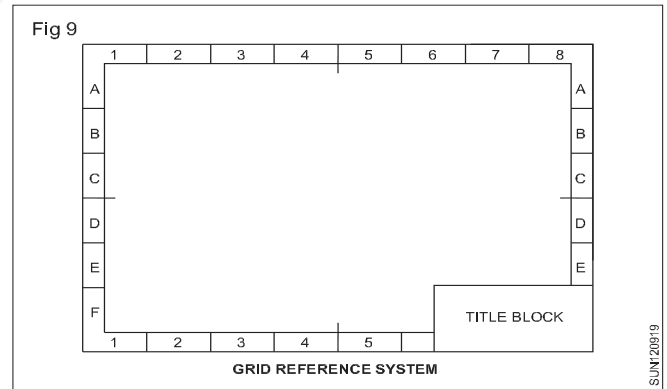 Fig 9
1 2 3 4 5 6 7 8
A A
B B
C C
D D
E E
F
TITLE BLOCK
1 2 3 4 5
GRID REFERENCE SYSTEM
SUN120919